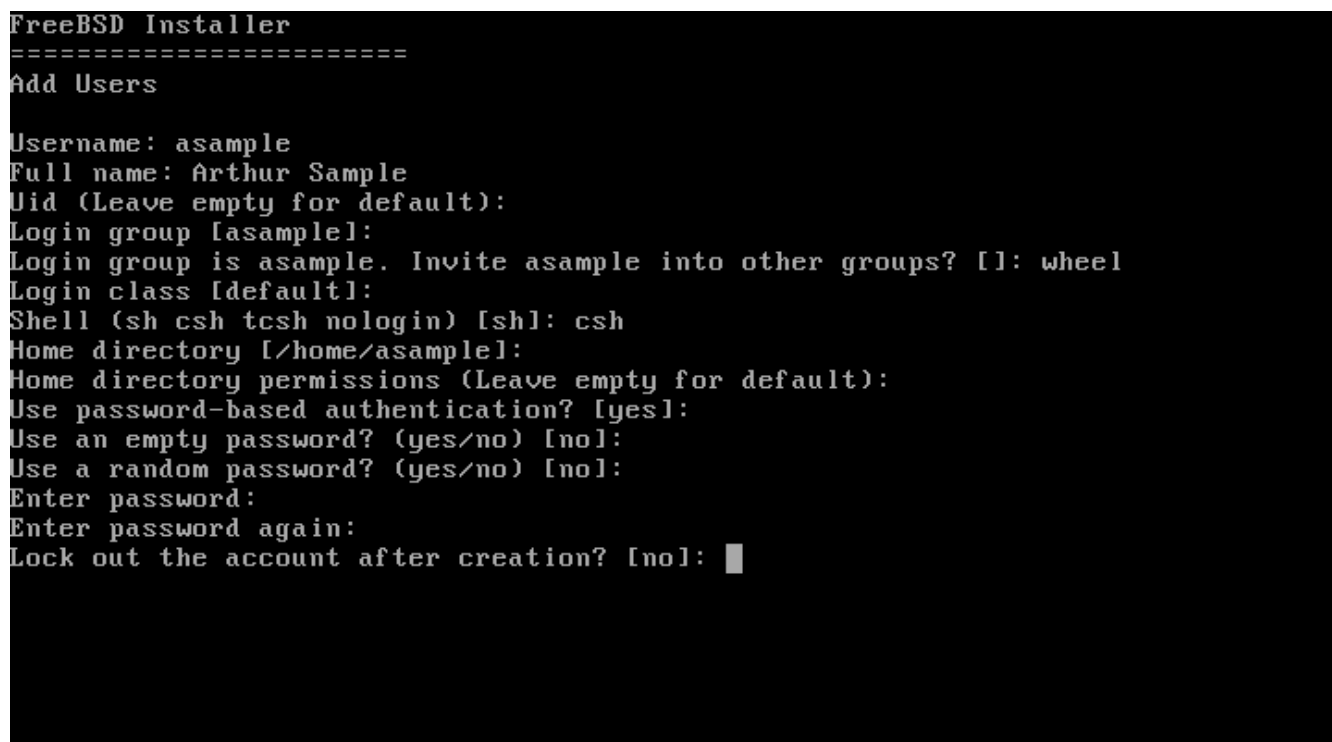 FreeBSD Installer
========================
Add Users

Username: asample
Full name: Arthur Sample
Uid (Leave empty for default):
Login group [asample]:
Login group is asample. Invite asample into other groups? []: wheel
Login class [default]:
Shell (sh csh tcsh nologin) [sh]: csh
Home directory [/home/asample]:
Home directory permissions (Leave empty for default):
Use password-based authentication? [yes]:
Use an empty password? (yes/no) [no]:
Use a random password? (yes/no) [no]:
Enter password:
Enter password again:
Lock out the account after creation? [no]: